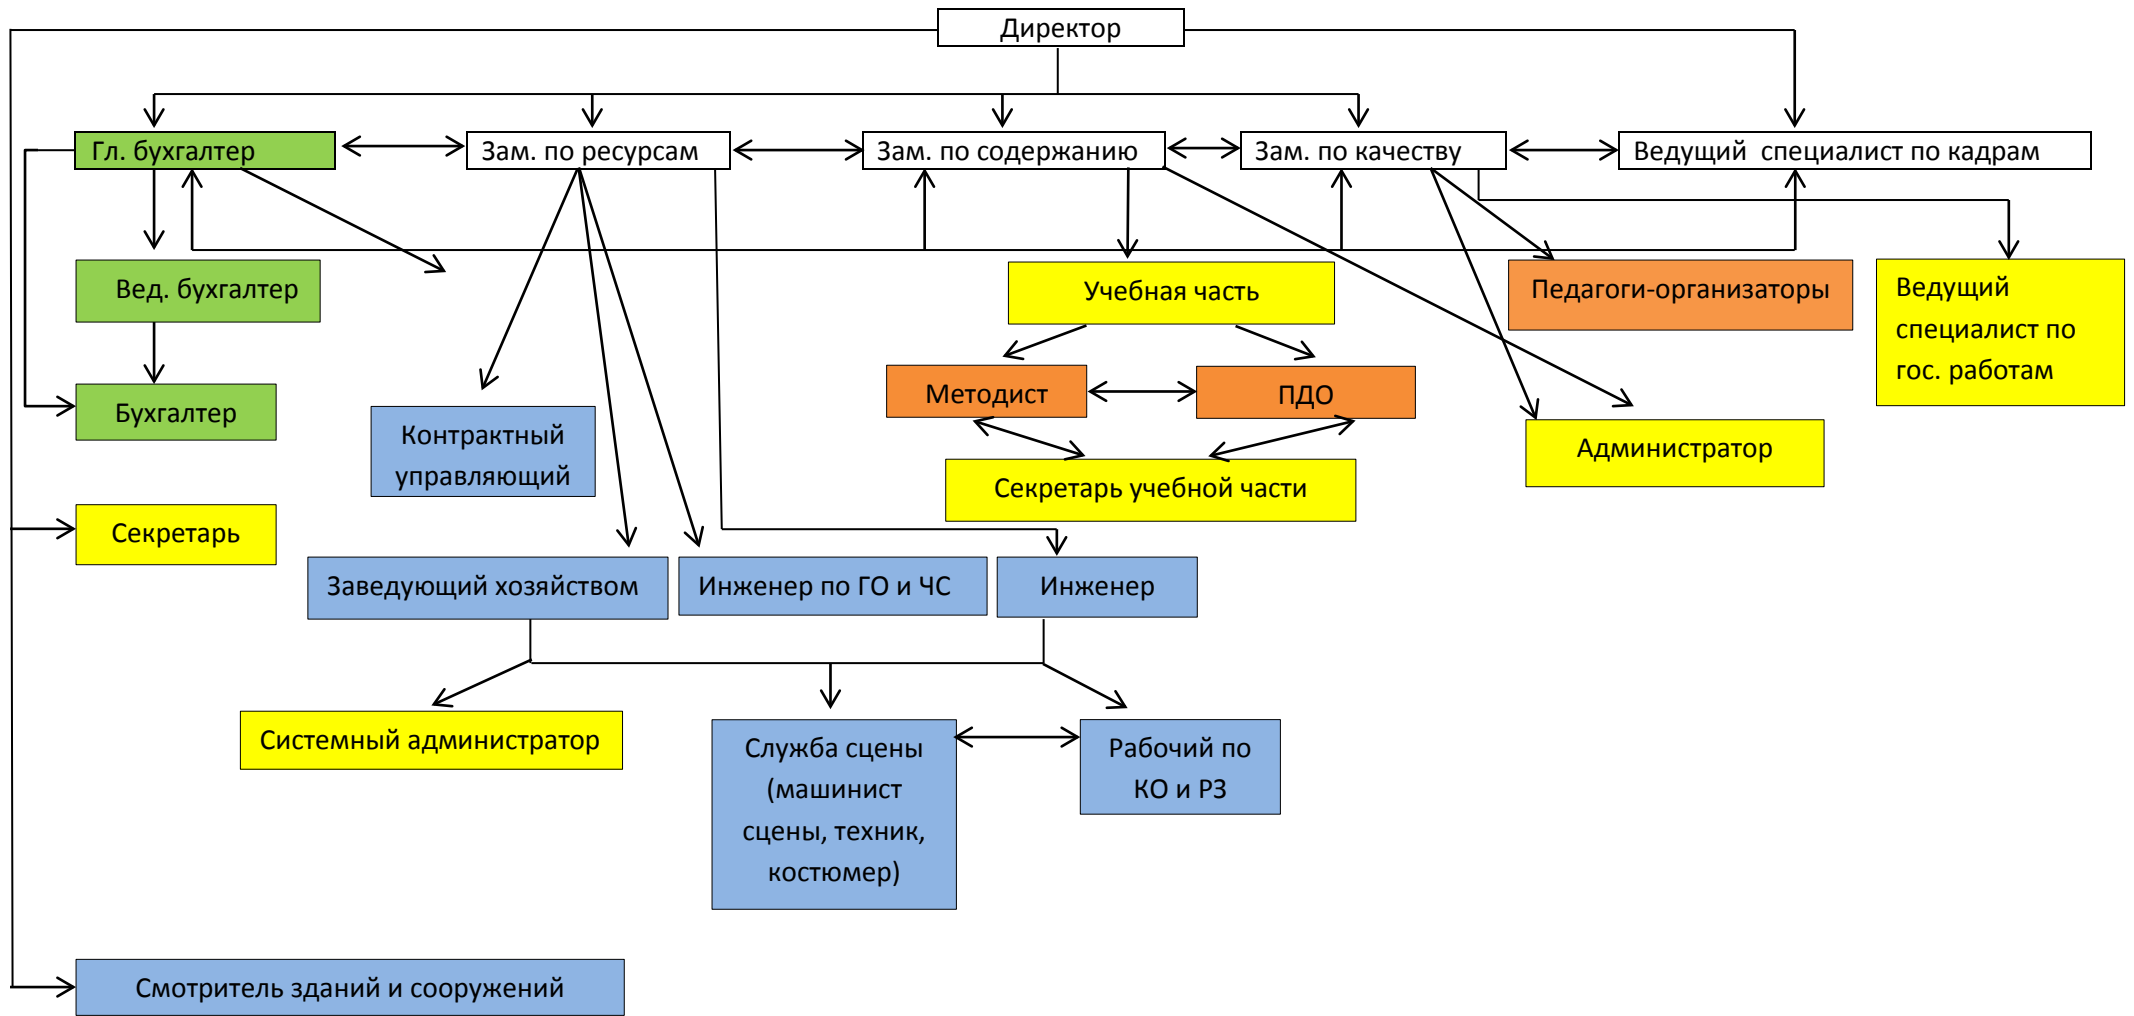 Директор
Гл. бухгалтер
Зам. по ресурсам
Зам. по содержанию
Зам. по качеству
Ведущий специалист по кадрам
Вед. бухгалтер
Учебная часть
Педагоги-организаторы
Ведущий
специалист по
гос. работам
Бухгалтер
Контрактный
управляющий
Методист
ПДО
Администратор
Секретарь учебной части
Секретарь
Заведующий хозяйством
Инженер по ГО и ЧС
Инженер
Системный администратор
Служба сцены
(машинист
сцены, техник,
костюмер)
Рабочий по
КО и РЗ
Смотритель зданий и сооружений